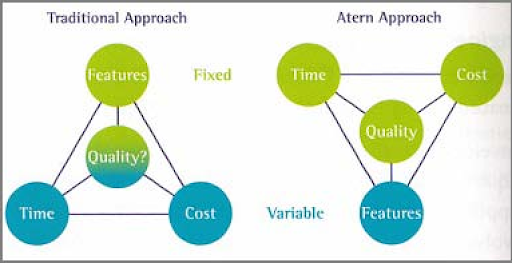 Traditional Approach
Atern Approach
Features
Fixed
Time
Cost
Quality?
Quality
Time
Cost
Variable
Features